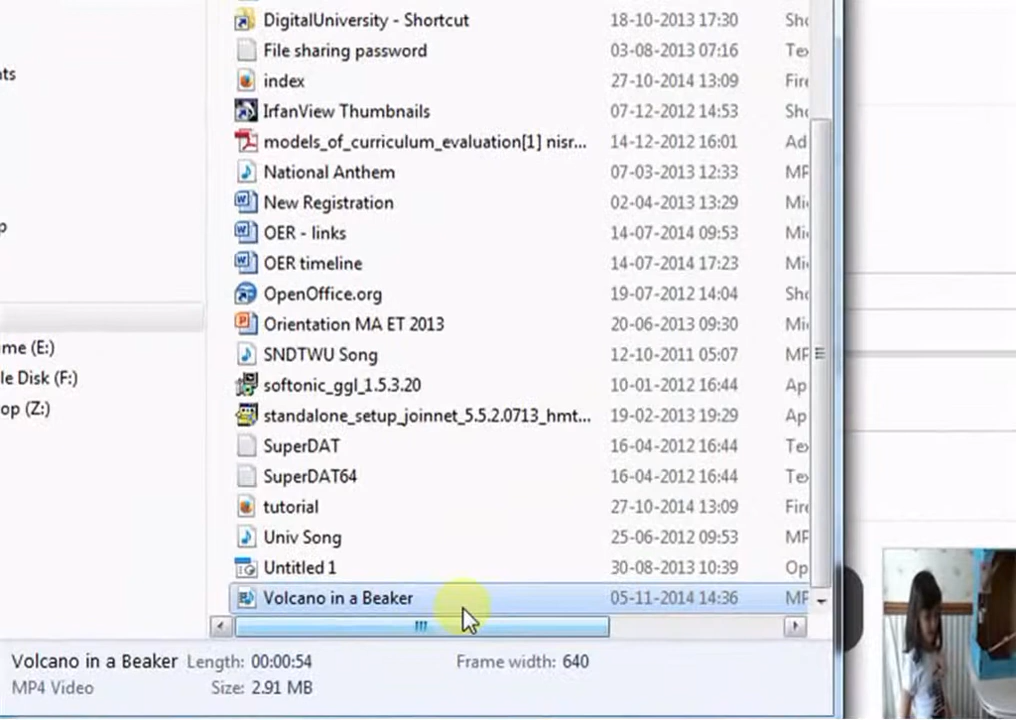 DigitalUniversity - Shortcut 18-10-2013 17:30 Sho
nts File sharing password 03-08-2013 07:16 Tex
index 27-10-2014 13:09 Fire
IrfanView Thumbnails 07-12-2012 14:53 Sho
models_of_curriculum_evaluation[1] nisr... 14-12-2012 16:01 Ad
National Anthem 07-03-2013 12:33 MP
p New Registration 02-04-2013 13:29 Mic
OER - links 14-07-2014 09:53 Mic
OER timeline 14-07-2014 17:23 Mic
OpenOffice.org 19-07-2012 14:04 Sho
Orientation MA ET 2013 20-06-2013 09:30 Mic
me (E:) SNDTWU Song 12-10-2011 05:07 MP
le Disk (F:) softonic_ggl_1.5.3.20 10-01-2012 16:44 Ap
op (Z:) standalone_setup_joinnet_5.5.2.0713_hmt... 19-02-2013 19:29 Ap
SuperDAT 16-04-2012 16:44 Tex
SuperDAT64 16-04-2012 16:44 Tex
tutorial 27-10-2014 13:09 Fire
Univ Song 25-06-2012 09:53 MP
Untitled 1 30-08-2013 10:39 Op
Volcano in a Beaker 05-11-2014 14:36 MP
Volcano in a Beaker Length: 00:00:54 Frame width: 640
MP4 Video Size: 2.91 MB